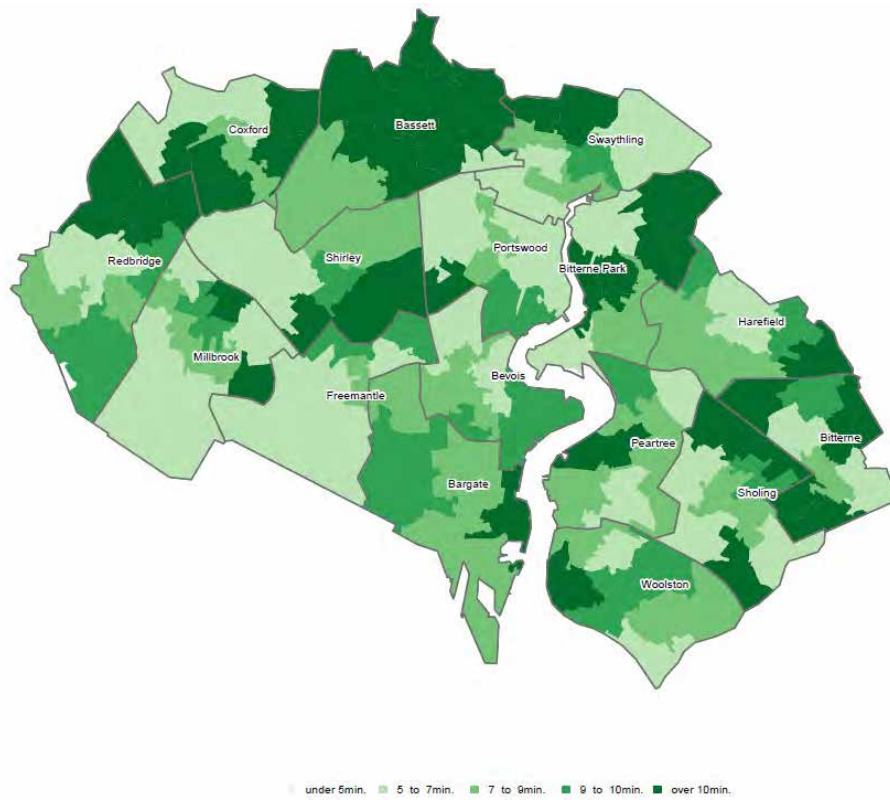 Coxford
Bassett
Swaythling
Redbridge
Shirley
Portswood
Bitterne Park
Harefield
Millbrook
Freemantle
Bevois
Peartree
Bitterne
Bargate
Sholing
Woolston
under 5min. 5 to 7min. 7 to 9min. 9 to 10min. over 10min.